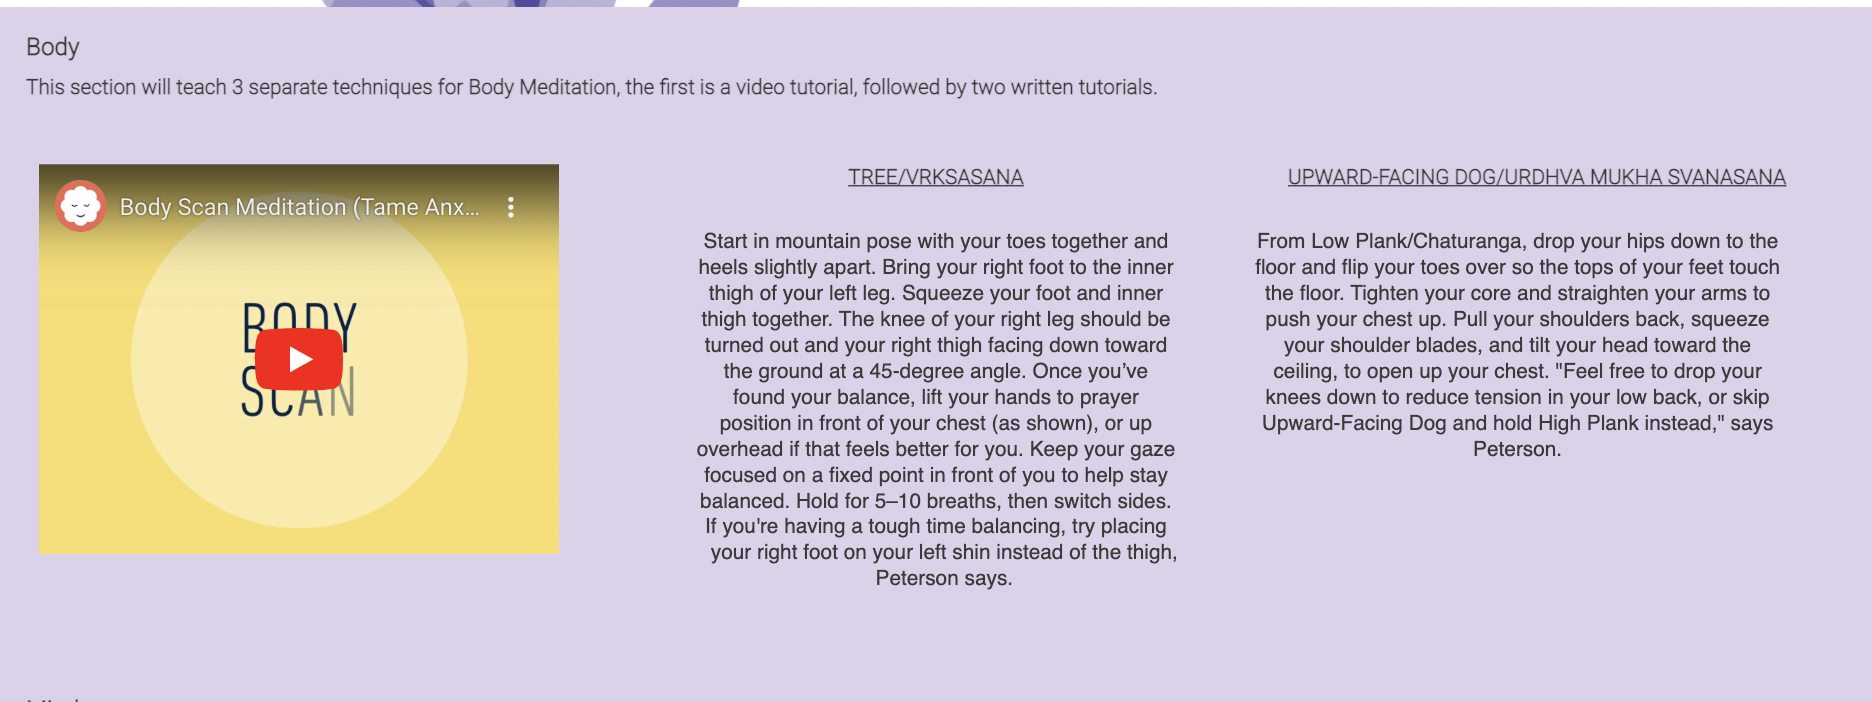 Body
This section will teach 3 separate techniques for Body Meditation, the first is a video tutorial, followed by two written tutorials.
Body Scan Meditation (Tame Anx...
BODY
SCAN
TREE/VRKSASANA
Start in mountain pose with your toes together and
heels slightly apart. Bring your right foot to the inner
thigh of your left leg. Squeeze your foot and inner
thigh together. The knee of your right leg should be
turned out and your right thigh facing down toward
the ground at a 45-degree angle. Once you’ve
found your balance, lift your hands to prayer
position in front of your chest (as shown), or up
overhead if that feels better for you. Keep your gaze
focused on a fixed point in front of you to help stay
balanced. Hold for 5–10 breaths, then switch sides.
If you're having a tough time balancing, try placing
your right foot on your left shin instead of the thigh,
Peterson says.
UPWARD-FACING DOG/URDHVA MUKHA SVANASANA
From Low Plank/Chaturanga, drop your hips down to the
floor and flip your toes over so the tops of your feet touch
the floor. Tighten your core and straighten your arms to
push your chest up. Pull your shoulders back, squeeze
your shoulder blades, and tilt your head toward the
ceiling, to open up your chest. "Feel free to drop your
knees down to reduce tension in your low back, or skip
Upward-Facing Dog and hold High Plank instead," says
Peterson.